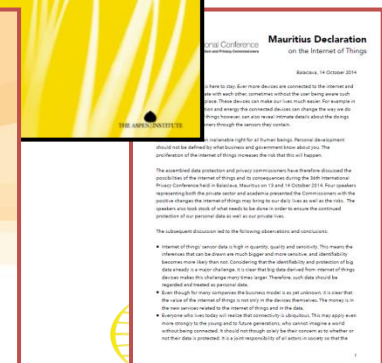 THE ASPEN INSTITUTE
onal Conference
Mauritius Declaration
on the Internet of Things
Balaclava, 14 October 2014
is here to stay. Ever more devices are connected to the internet and
ate with each other, sometimes without the user being aware such
place. These devices can make our lives much easier. For example in
tion and energy the connected devices can change the way we do
things however, can also reveal intimate details about the doings
owners through the sensors they contain.
an inalienable right for all human beings. Personal development
should not be defined by what business and government know about you. The
proliferation of the internet of things increases the risk that this will happen.
The assembled data protection and privacy commissioners have therefore discussed the
possibilities of the internet of things and its consequences during the 36th International
Privacy Conference held in Balaclava, Mauritius on 13 and 14 October 2014. Four speakers
representing both the private sector and academia presented the Commissioners with the
positive changes the internet of things may bring to our daily lives as well as the risks. The
speakers also took stock of what needs to be done in order to ensure the continued
protection of our personal data as well as our private lives.
The subsequent discussion led to the following observations and conclusions:
• Internet of things' sensor data is high in quantity, quality and sensitivity. This means the
inferences that can be drawn are much bigger and more sensitive, and identifiability
becomes more likely than not. Considering that the identifiability and protection of big
data already is a major challenge, it is clear that big data derived from internet of things
devices makes this challenge many times larger. Therefore, such data should be
regarded and treated as personal data.
• Even though for many companies the business model is as yet unknown, it is clear that
the value of the internet of things is not only in the devices themselves. The money is in
the new services related to the internet of things and in the data.
• Everyone who lives today will realize that connectivity is ubiquitous. This may apply even
more strongly to the young and to future generations, who cannot imagine a world
without being connected. It should not though solely be their concern as to whether or
not their data is protected. It is a joint responsibility of all actors in society so that the